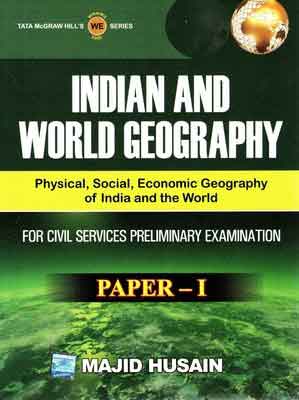 TATA McGRAW HILL'S WE SERIES
INDIAN AND
WORLD GEOGRAPHY
Physical, Social, Economic Geography
of India and the World
FOR CIVIL SERVICES PRELIMINARY EXAMINATION
PAPER – I
MAJID HUSAIN